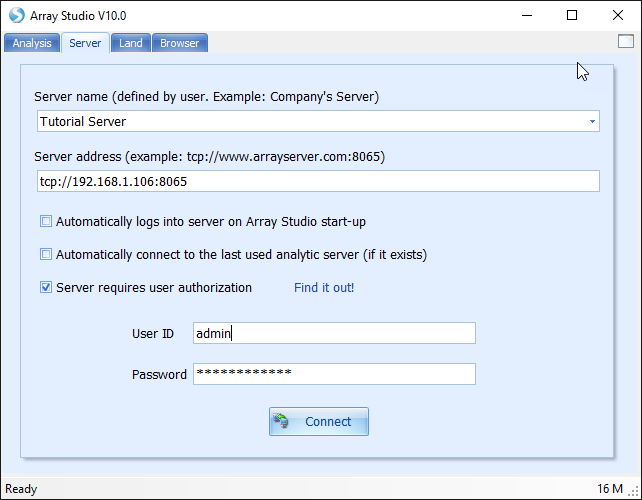 Array Studio V10.0
Analysis Server Land Browser
Server name (defined by user. Example: Company's Server)
Tutorial Server
Server address (example: tcp://www.arrayserver.com:8065)
tcp://192.168.1.106:8065
Automatically logs into server on Array Studio start-up
Automatically connect to the last used analytic server (if it exists)
Server requires user authorization Find it out!
User ID admin
Password ************
Connect
Ready 16 M